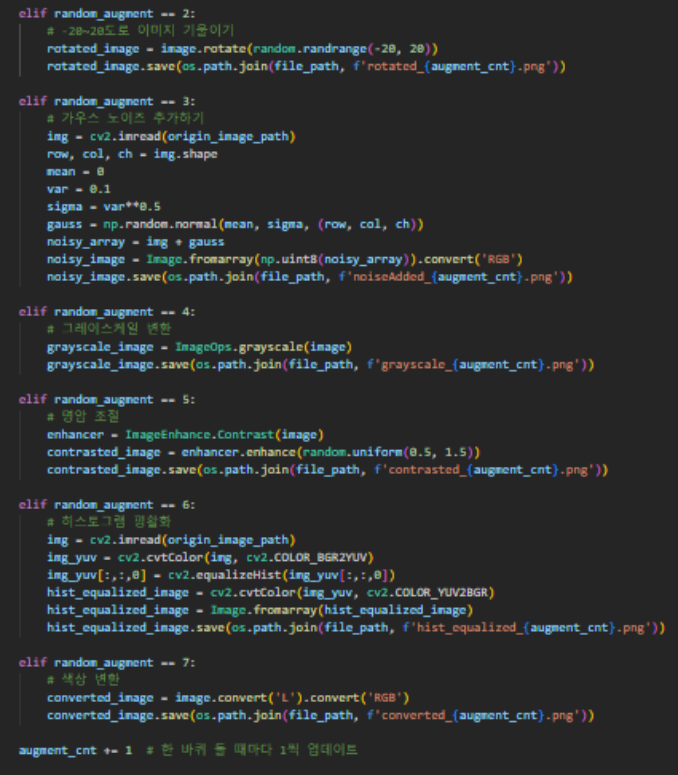 elif random_augment == 2:
# -20~20도로 이미지 기울이기
rotated_image = image.rotate(random.randrange(-20, 20))
rotated_image.save(os.path.join(file_path, f'rotated_{augment_cnt}.png'))
elif random_augment == 3:
# 가우스 노이즈 추가하기
img = cv2.imread(origin_image_path)
row, col, ch = img.shape
mean = 0
var = 0.1
sigma = var**0.5
gauss = np.random.normal(mean, sigma, (row, col, ch))
noisy_array = img + gauss
noisy_image = Image.fromarray(np.uint8(noisy_array)).convert('RGB')
noisy_image.save(os.path.join(file_path, f'noiseAdded_{augment_cnt}.png'))
elif random_augment == 4:
# 그레이스케일 변환
grayscale_image = ImageOps.grayscale(image)
grayscale_image.save(os.path.join(file_path, f'grayscale_{augment_cnt}.png'))
elif random_augment == 5:
# 명암 조절
enhancer = ImageEnhance.Contrast(image)
contrasted_image = enhancer.enhance(random.uniform(0.5, 1.5))
contrasted_image.save(os.path.join(file_path, f'contrasted_{augment_cnt}.png'))
elif random_augment == 6:
# 히스토그램 평활화
img = cv2.imread(origin_image_path)
img_yuv = cv2.cvtColor(img, cv2.COLOR_BGR2YUV)
img_yuv[:,:,0] = cv2.equalizeHist(img_yuv[:,:,0])
hist_equalized_image = cv2.cvtColor(img_yuv, cv2.COLOR_YUV2BGR)
hist_equalized_image = Image.fromarray(hist_equalized_image)
hist_equalized_image.save(os.path.join(file_path, f'hist_equalized_{augment_cnt}.png'))
elif random_augment == 7:
# 색상 변환
converted_image = image.convert('L').convert('RGB')
converted_image.save(os.path.join(file_path, f'converted_{augment_cnt}.png'))
augment_cnt += 1 # 한 바퀴 돌 때마다 1씩 업데이트